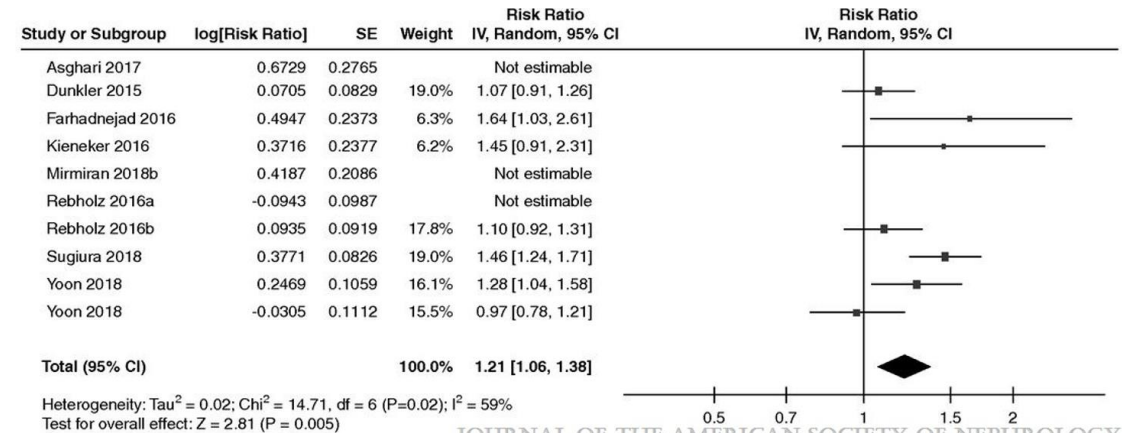 Risk Ratio Risk Ratio
Study or Subgroup log[Risk Ratio] SE Weight IV, Random, 95% CI IV, Random, 95% CI
Asghari 2017 0.6729 0.2765 Not estimable
Dunkler 2015 0.0705 0.0829 19.0% 1.07 [0.91, 1.26]
Farhadnejad 2016 0.4947 0.2373 6.3% 1.64 [1.03, 2.61]
Kieneker 2016 0.3716 0.2377 6.2% 1.45 [0.91, 2.31]
Mirmiran 2018b 0.4187 0.2086 Not estimable
Rebholz 2016a -0.0943 0.0987 Not estimable
Rebholz 2016b 0.0935 0.0919 17.8% 1.10 [0.92, 1.31]
Sugiura 2018 0.3771 0.0826 19.0% 1.46 [1.24, 1.71]
Yoon 2018 0.2469 0.1059 16.1% 1.28 [1.04, 1.58]
Yoon 2018 -0.0305 0.1112 15.5% 0.97 [0.78, 1.21]
Total (95% CI) 100.0% 1.21 [1.06, 1.38]
Heterogeneity: Tau² = 0.02; Chi² = 14.71, df = 6 (P=0.02); I² = 59%
Test for overall effect: Z = 2.81 (P = 0.005)
0.5 0.7 1 1.5 2
JOURNAL OF THE AMERICAN SOCIETY OF NEPHROLOGY